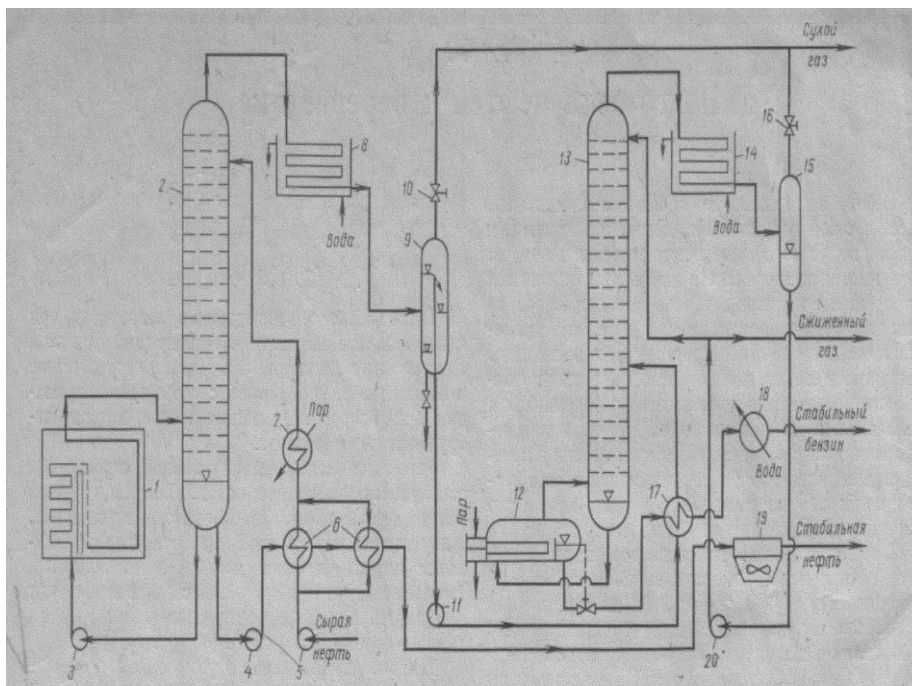 Сухой
газ
16
2
8
13
14
15
10
Вода
9
Вода
Сжиженный
газ
7
Пар
18
Стабильный
бензин
Вода
1
12
17
Пар
6
19
Стабильная
нефть
11
Сырая
нефть
3
4
5
20